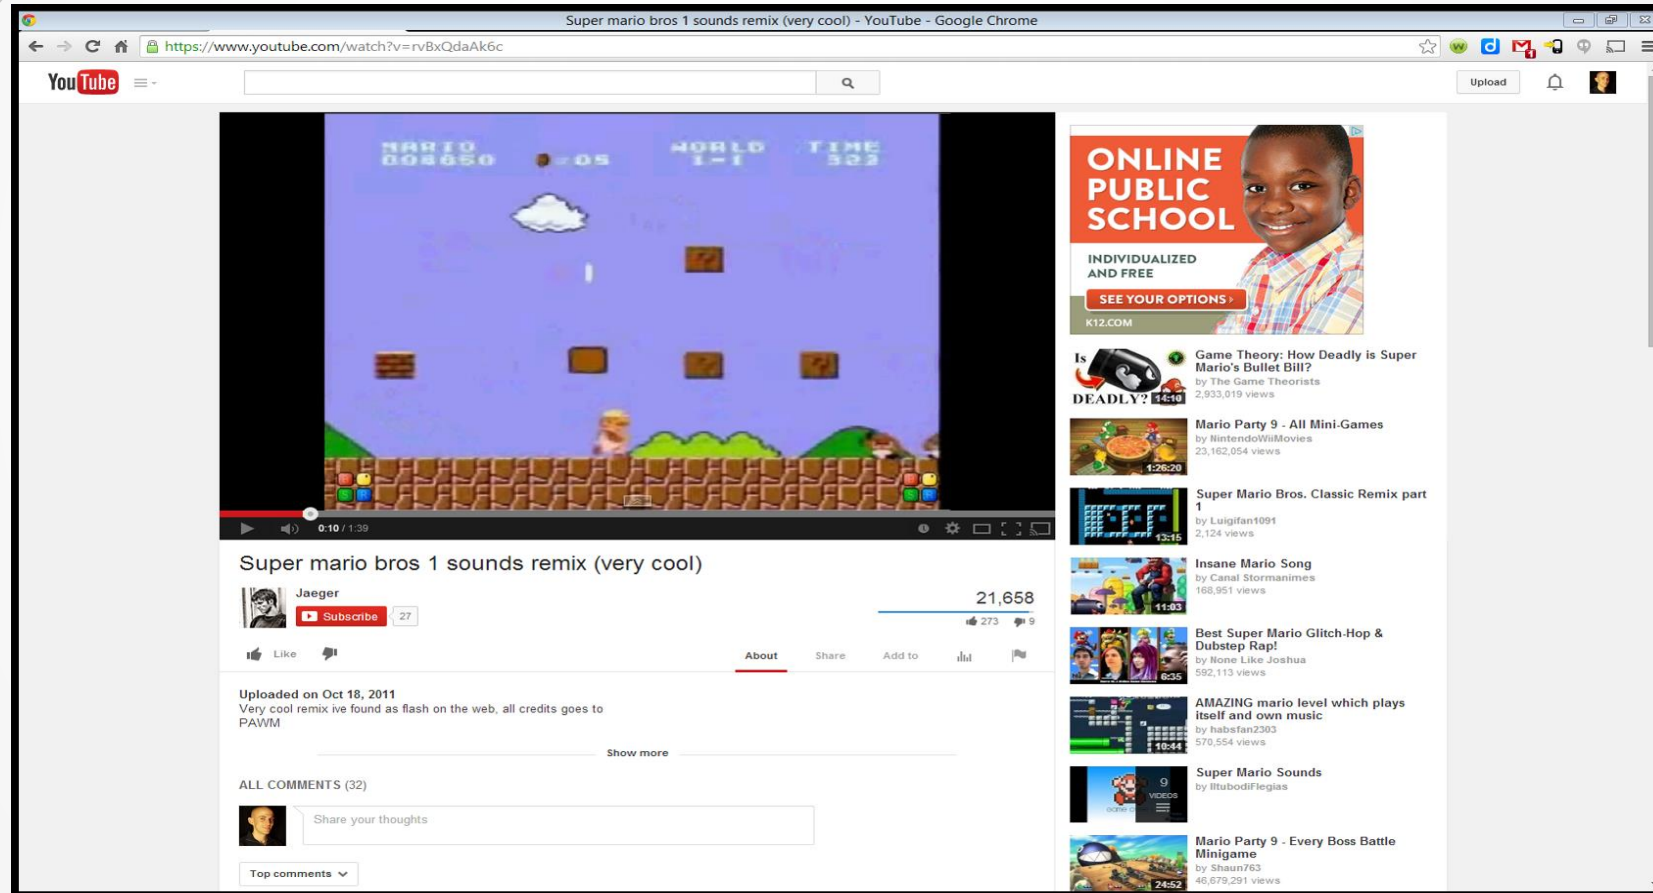 Super mario bros 1 sounds remix (very cool) - YouTube - Google Chrome
https://www.youtube.com/watch?v=rvBxQdaAk6c
YouTube
Upload
MARIO WORLD TIME
008050 05 1-1 323
0:10 / 1:39
Super mario bros 1 sounds remix (very cool)
Jaeger
Subscribe 27
21,658
273 9
Like
About Share Add to
Uploaded on Oct 18, 2011
Very cool remix ive found as flash on the web, all credits goes to
PAWM
Show more
ALL COMMENTS (32)
Share your thoughts
Top comments
ONLINE
PUBLIC
SCHOOL
INDIVIDUALIZED
AND FREE
SEE YOUR OPTIONS
K12.COM
Is
DEADLY?
14:10
Game Theory: How Deadly is Super
Mario's Bullet Bill?
by The Game Theorists
2,933,019 views
1:26:20
Mario Party 9 - All Mini-Games
by NintendoWiiMovies
23,162,054 views
13:15
Super Mario Bros. Classic Remix part
1
by Luigifan1091
2,124 views
11:03
Insane Mario Song
by Canal Stormanimes
168,951 views
6:35
Best Super Mario Glitch-Hop &
Dubstep Rap!
by None Like Joshua
592,113 views
10:44
AMAZING mario level which plays
itself and own music
by habsfan2303
570,554 views
9
VIDEOS
Super Mario Sounds
by IltubodiFlegias
24:52
Mario Party 9 - Every Boss Battle
Minigame
by Shaun763
46,679,291 views